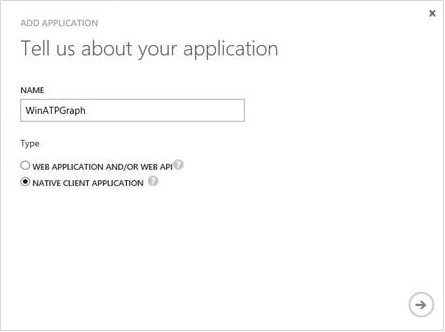 ADD APPLICATION
Tell us about your application
NAME
WinATPGraph
Type
WEB APPLICATION AND/OR WEB API ?
NATIVE CLIENT APPLICATION ?